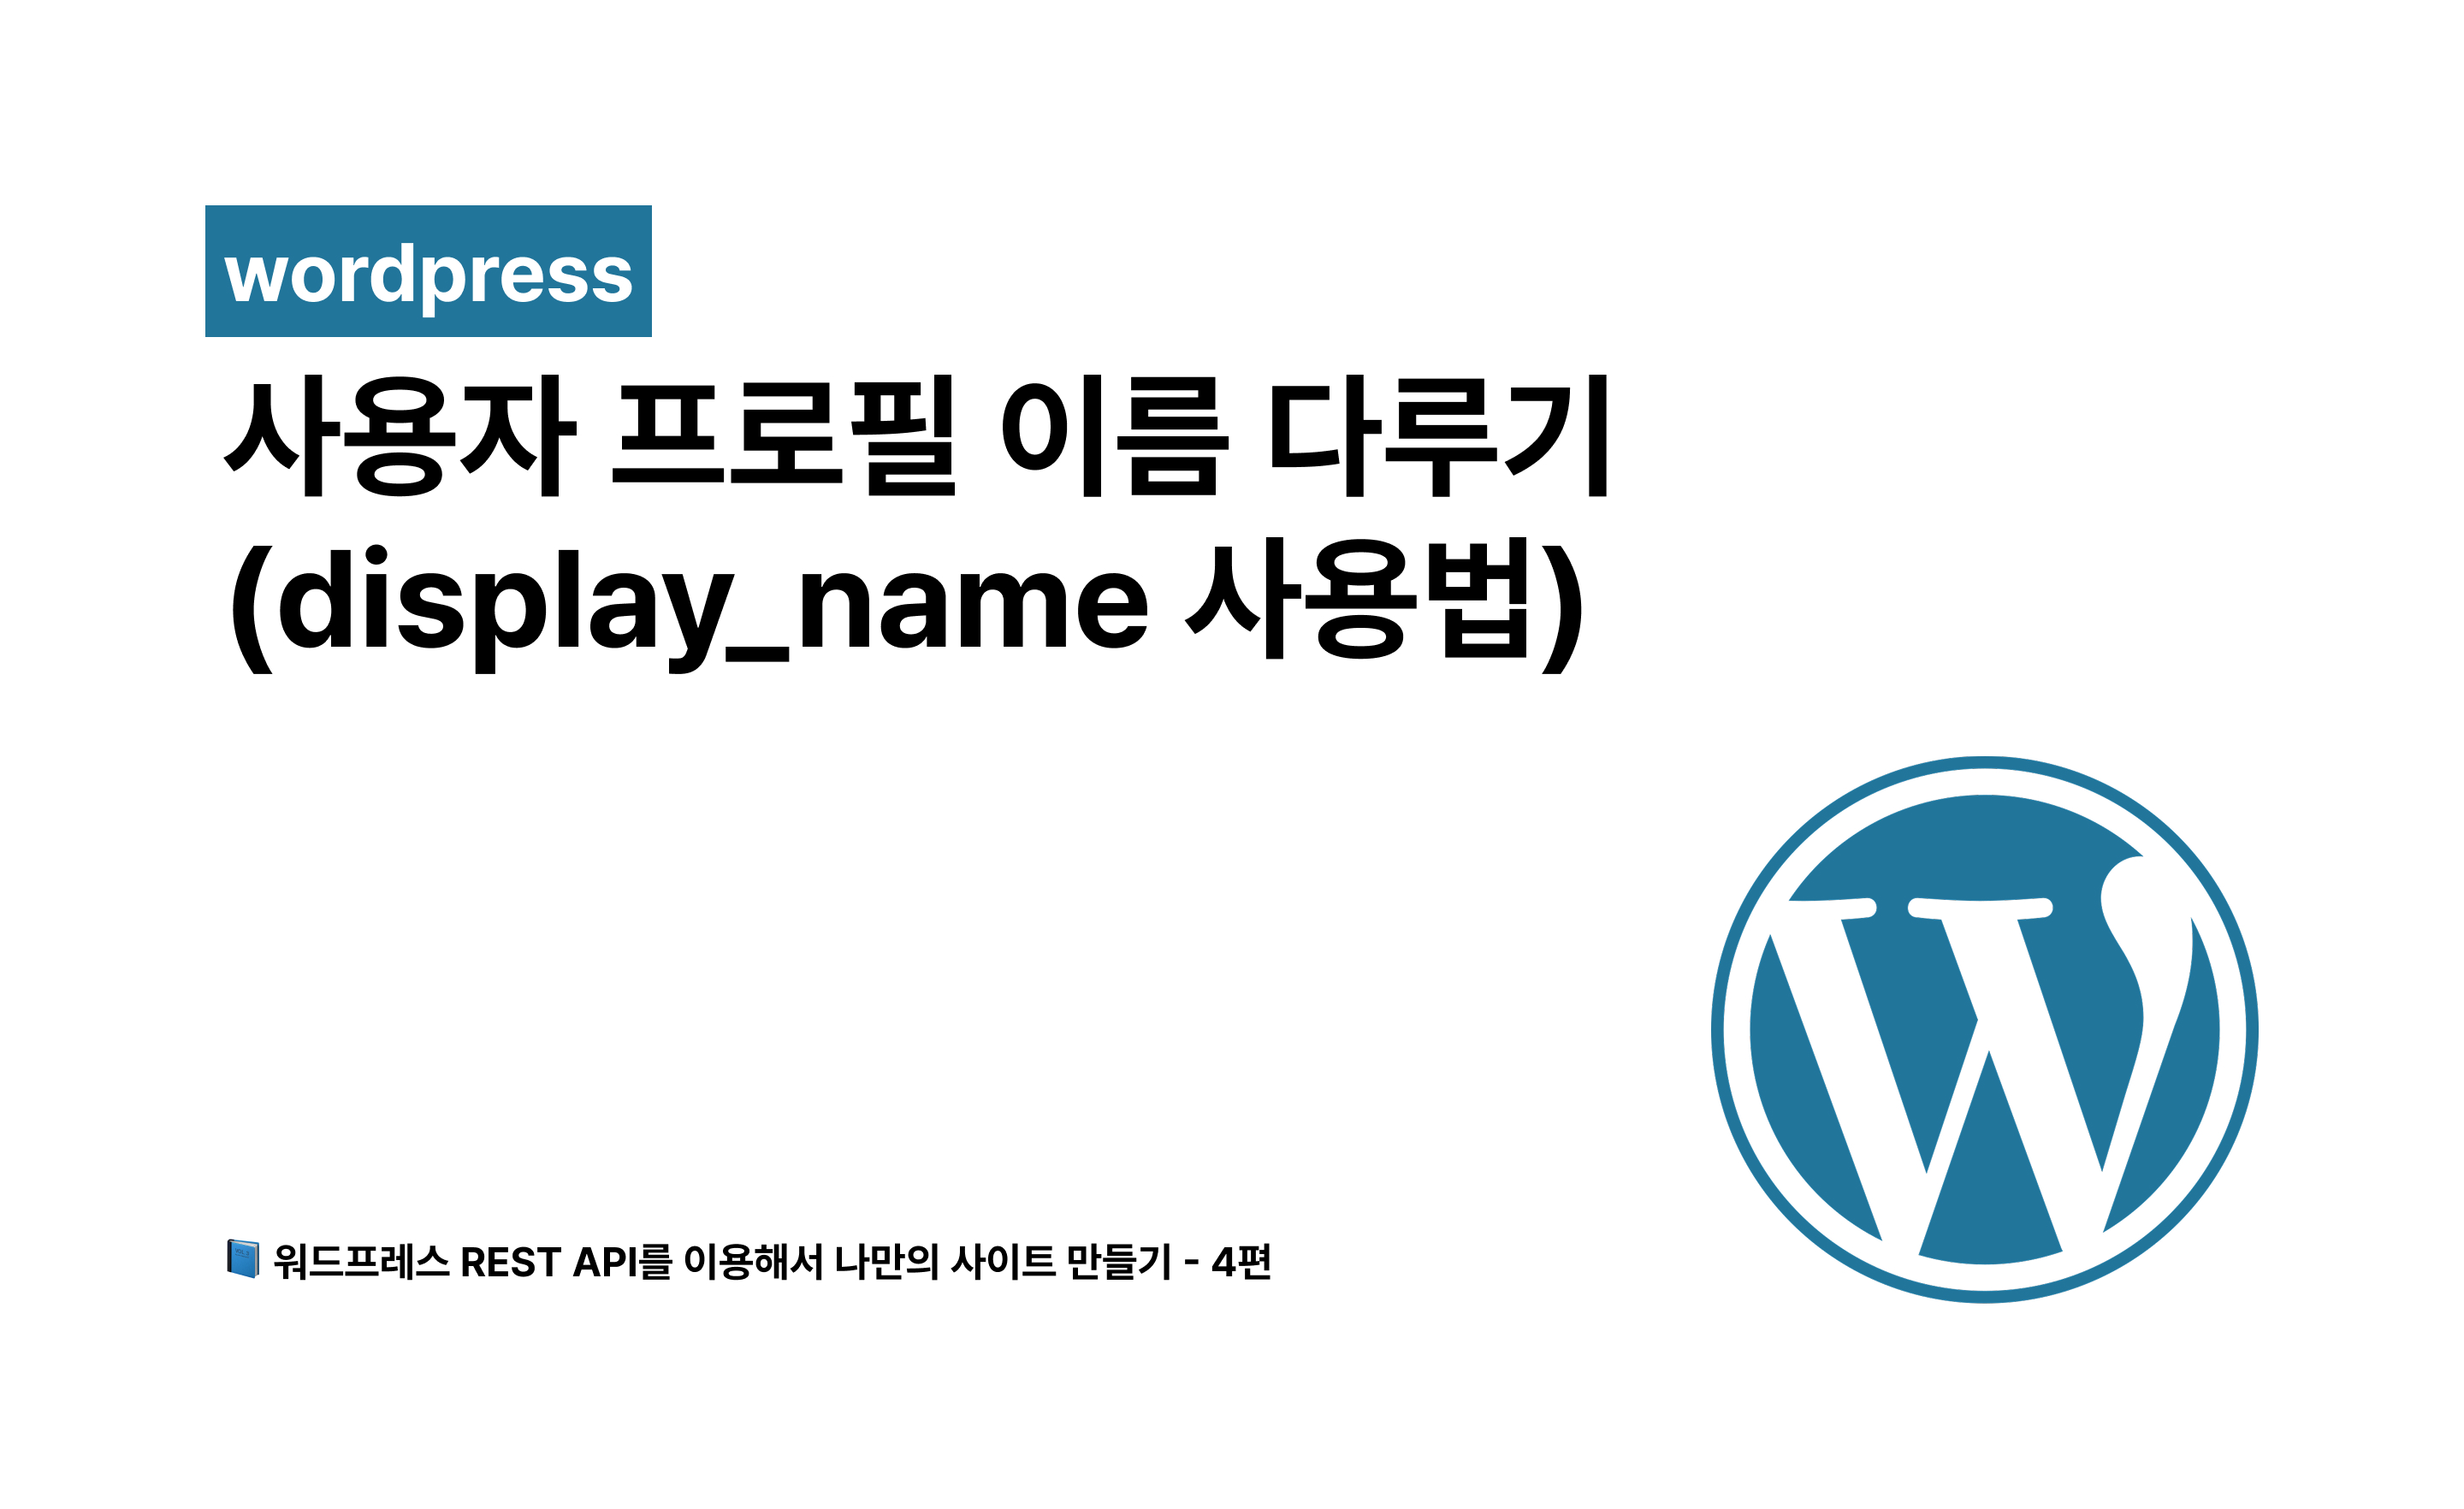 wordpress
사용자 프로필 이름 다루기
(display_name 사용법)
워드프레스 REST API를 이용해서 나만의 사이트 만들기 - 4편